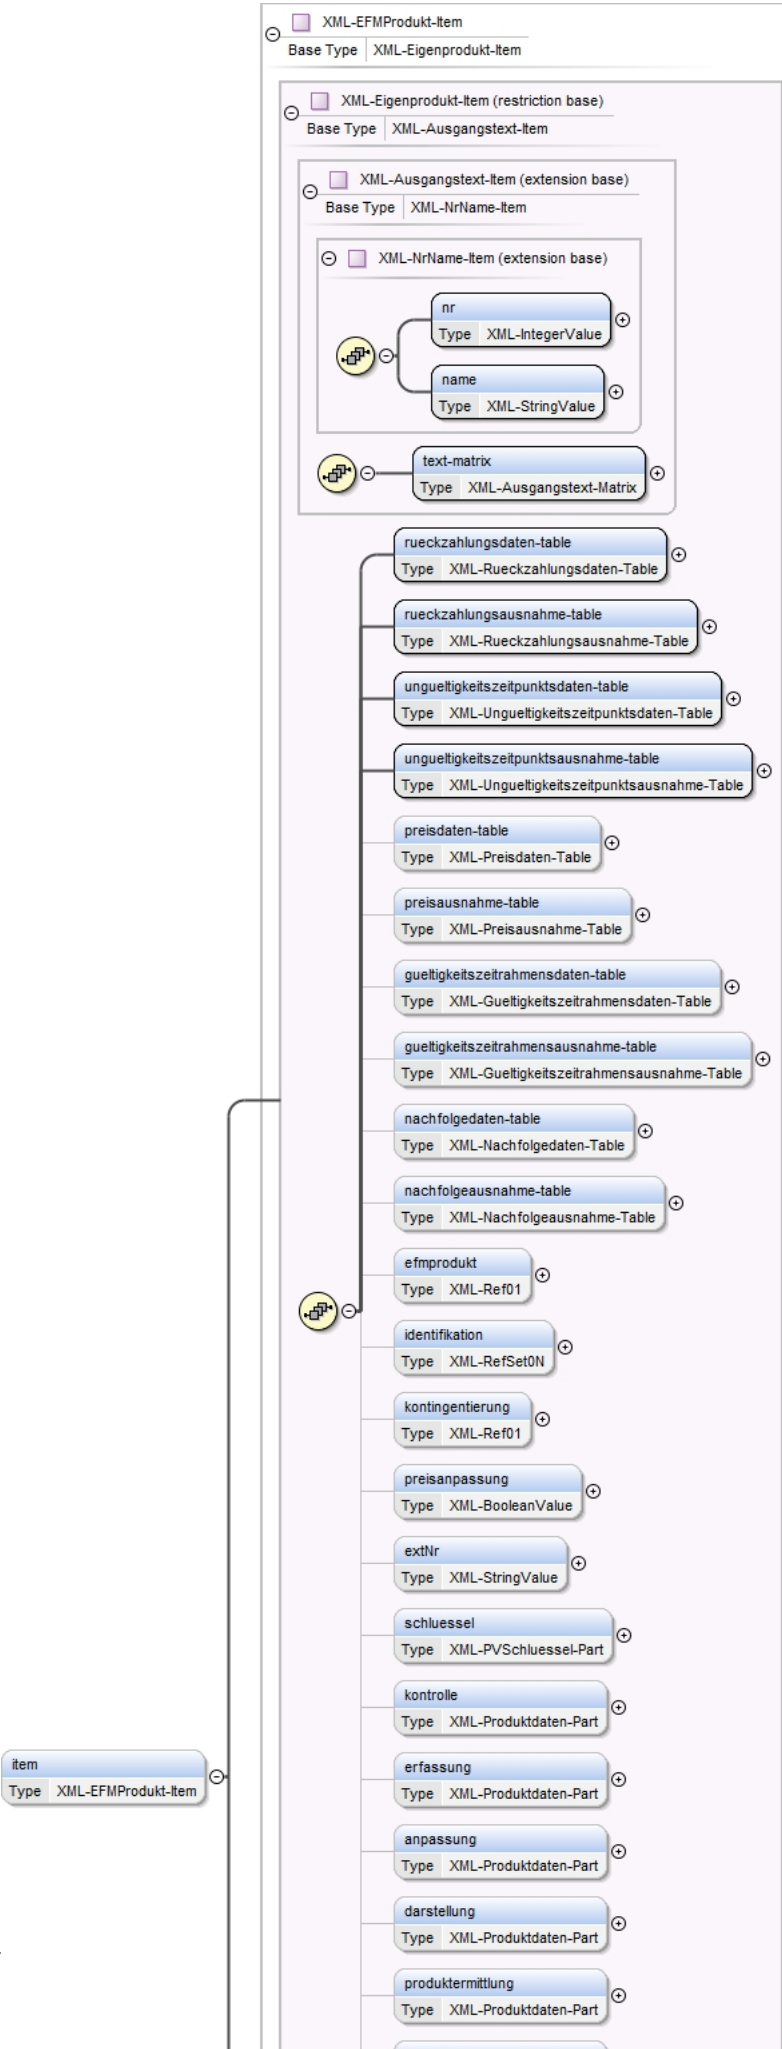 XML-EFMProdukt-Item
Base Type XML-Eigenprodukt-Item
XML-Eigenprodukt-Item (restriction base)
Base Type XML-Ausgangstext-Item
XML-Ausgangstext-Item (extension base)
Base Type XML-NrName-Item
XML-NrName-Item (extension base)
nr
Type XML-IntegerValue
name
Type XML-StringValue
text-matrix
Type XML-Ausgangstext-Matrix
rueckzahlungsdaten-table
Type XML-Rueckzahlungsdaten-Table
rueckzahlungsausnahme-table
Type XML-Rueckzahlungsausnahme-Table
ungueltigkeitszeitpunktsdaten-table
Type XML-Ungueltigkeitszeitpunktsdaten-Table
ungueltigkeitszeitpunktsausnahme-table
Type XML-Ungueltigkeitszeitpunktsausnahme-Table
preisdaten-table
Type XML-Preisdaten-Table
preisausnahme-table
Type XML-Preisausnahme-Table
gueltigkeitszeitrahmensdaten-table
Type XML-Gueltigkeitszeitrahmensdaten-Table
gueltigkeitszeitrahmensausnahme-table
Type XML-Gueltigkeitszeitrahmensausnahme-Table
nachfolgedaten-table
Type XML-Nachfolgedaten-Table
nachfolgeausnahme-table
Type XML-Nachfolgeausnahme-Table
efmprodukt
Type XML-Ref01
identifikation
Type XML-RefSet0N
kontingentierung
Type XML-Ref01
preisanpassung
Type XML-BooleanValue
extNr
Type XML-StringValue
schluessel
Type XML-PVSchluessel-Part
kontrolle
Type XML-Produktdaten-Part
item
Type XML-EFMProdukt-Item
erfassung
Type XML-Produktdaten-Part
anpassung
Type XML-Produktdaten-Part
darstellung
Type XML-Produktdaten-Part
produktermittlung
Type XML-Produktdaten-Part